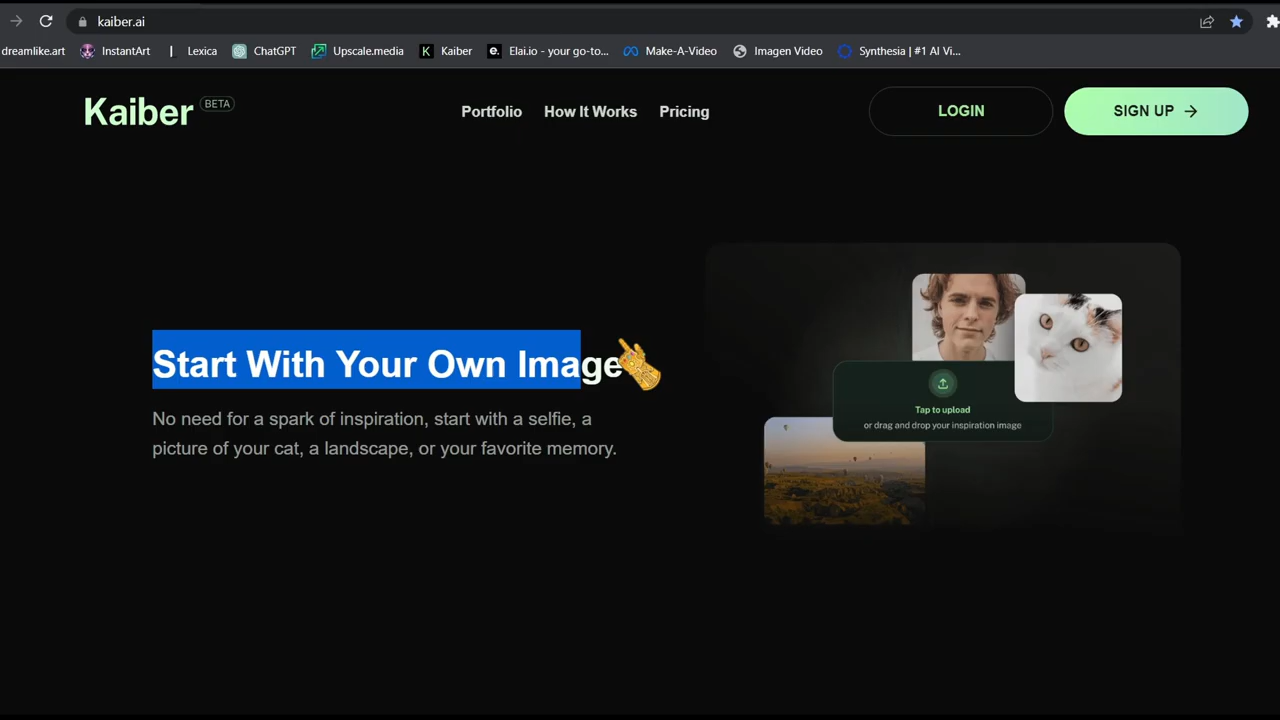 kaiber.ai
dreamlike.art InstantArt | Lexica ChatGPT Upscale.media K Kaiber e. Elai.io - your go-to... Make-A-Video Imagen Video Synthesia | #1 AI Vi...
Kaiber BETA Portfolio How It Works Pricing LOGIN SIGN UP →
Start With Your Own Image
No need for a spark of inspiration, start with a selfie, a
picture of your cat, a landscape, or your favorite memory.
Tap to upload
or drag and drop your inspiration image